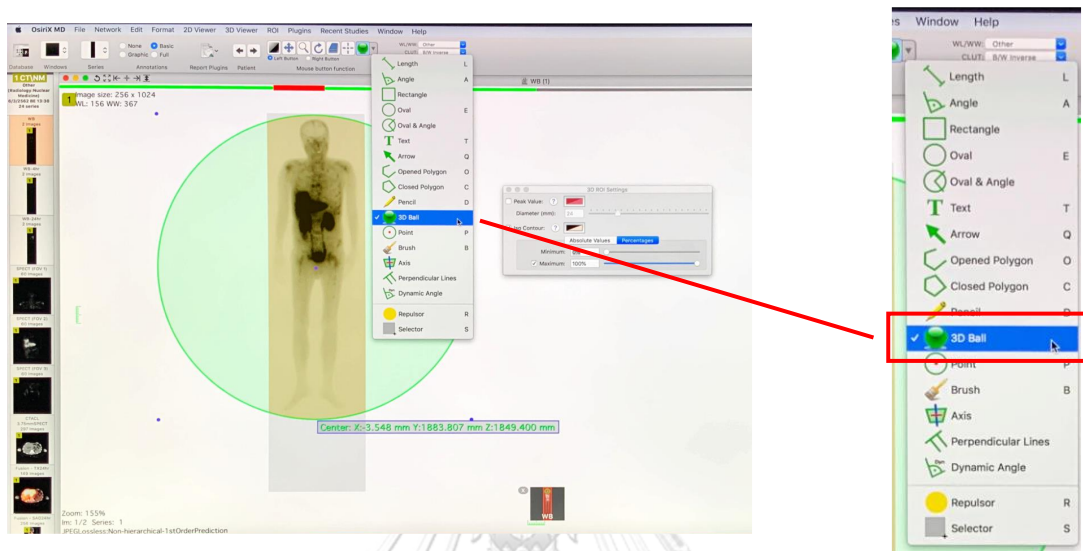 OsiriX MD File Network Edit Format 2D Viewer 3D Viewer ROI Plugins Recent Studies Window Help
None Basic
Graphic Full
WL/WW: Other
CLUT: B/W Inverse
Left Button Right Button
Database Windows Series Annotations Report Plugins Patient Mouse button function
WB (1)
1 Image size: 256 x 1024
WL: 156 WW: 367
Length L
Angle A
Rectangle
Oval E
Oval & Angle
Text T
Arrow Q
Opened Polygon O
Closed Polygon C
Pencil D
3D Ball
Point P
Brush B
Axis
Perpendicular Lines
Dynamic Angle
Repulsor R
Selector S
3D ROI Settings
Peak Value: ?
Diameter (mm):
Iso Contour: ?
Absolute Values Percentages
Minimum:
Maximum: 100%
Center: X:-3.548 mm Y:1883.807 mm Z:1849.400 mm
WB
Zoom: 155%
Im: 1/2 Series: 1
JPEGLossless:Non-hierarchical-1stOrderPrediction
Window Help
WL/WW: Other
CLUT: B/W Inverse
Length L
Angle A
Rectangle
Oval E
Oval & Angle
Text T
Arrow Q
Opened Polygon O
Closed Polygon C
Pencil D
3D Ball
Point P
Brush B
Axis
Perpendicular Lines
Dynamic Angle
Repulsor R
Selector S